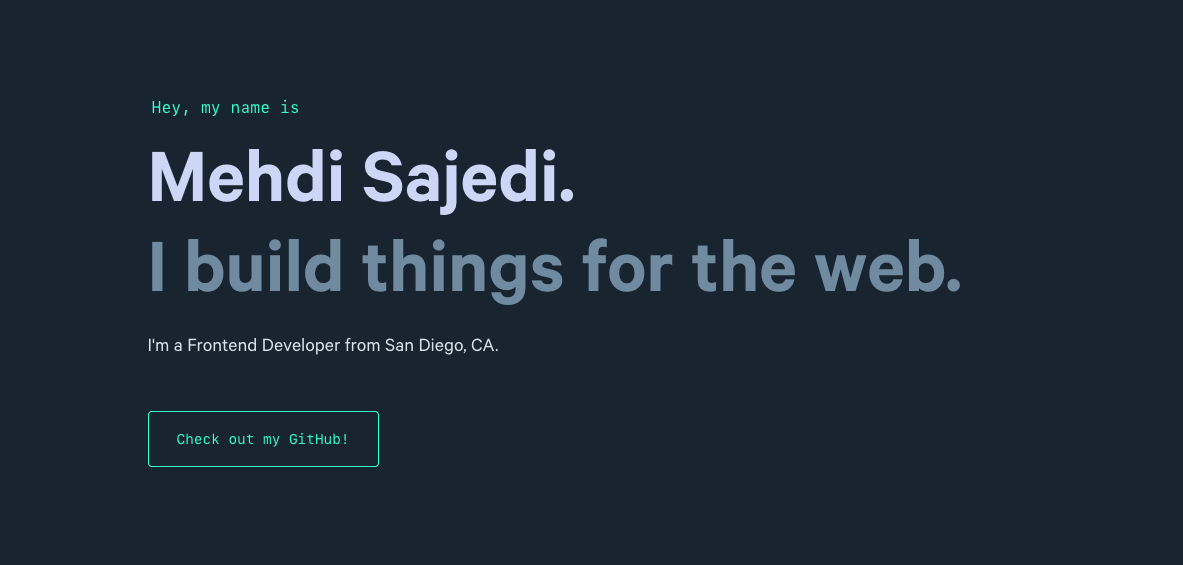 Hey, my name is
Mehdi Sajedi.
I build things for the web.
I'm a Frontend Developer from San Diego, CA.
Check out my GitHub!